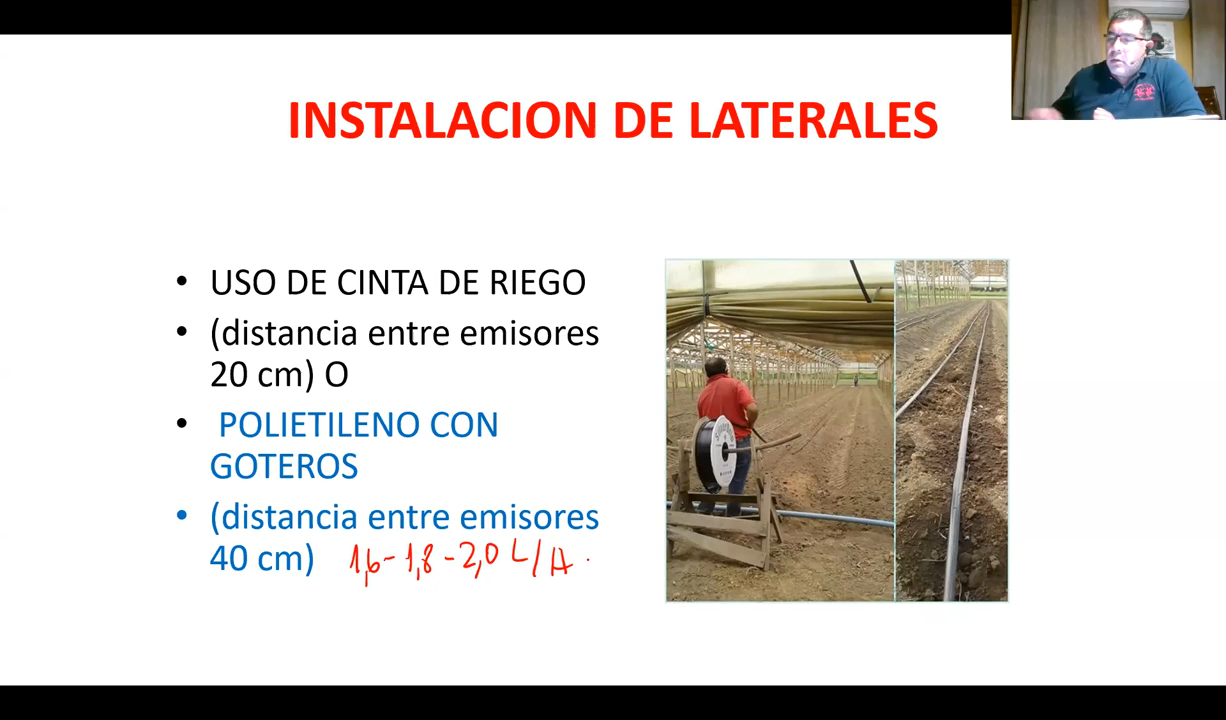 INSTALACION DE LATERALES
• USO DE CINTA DE RIEGO
• (distancia entre emisores
20 cm) O
• POLIETILENO CON
GOTEROS
• (distancia entre emisores
40 cm) 1,6-1,8-2,0 L/H